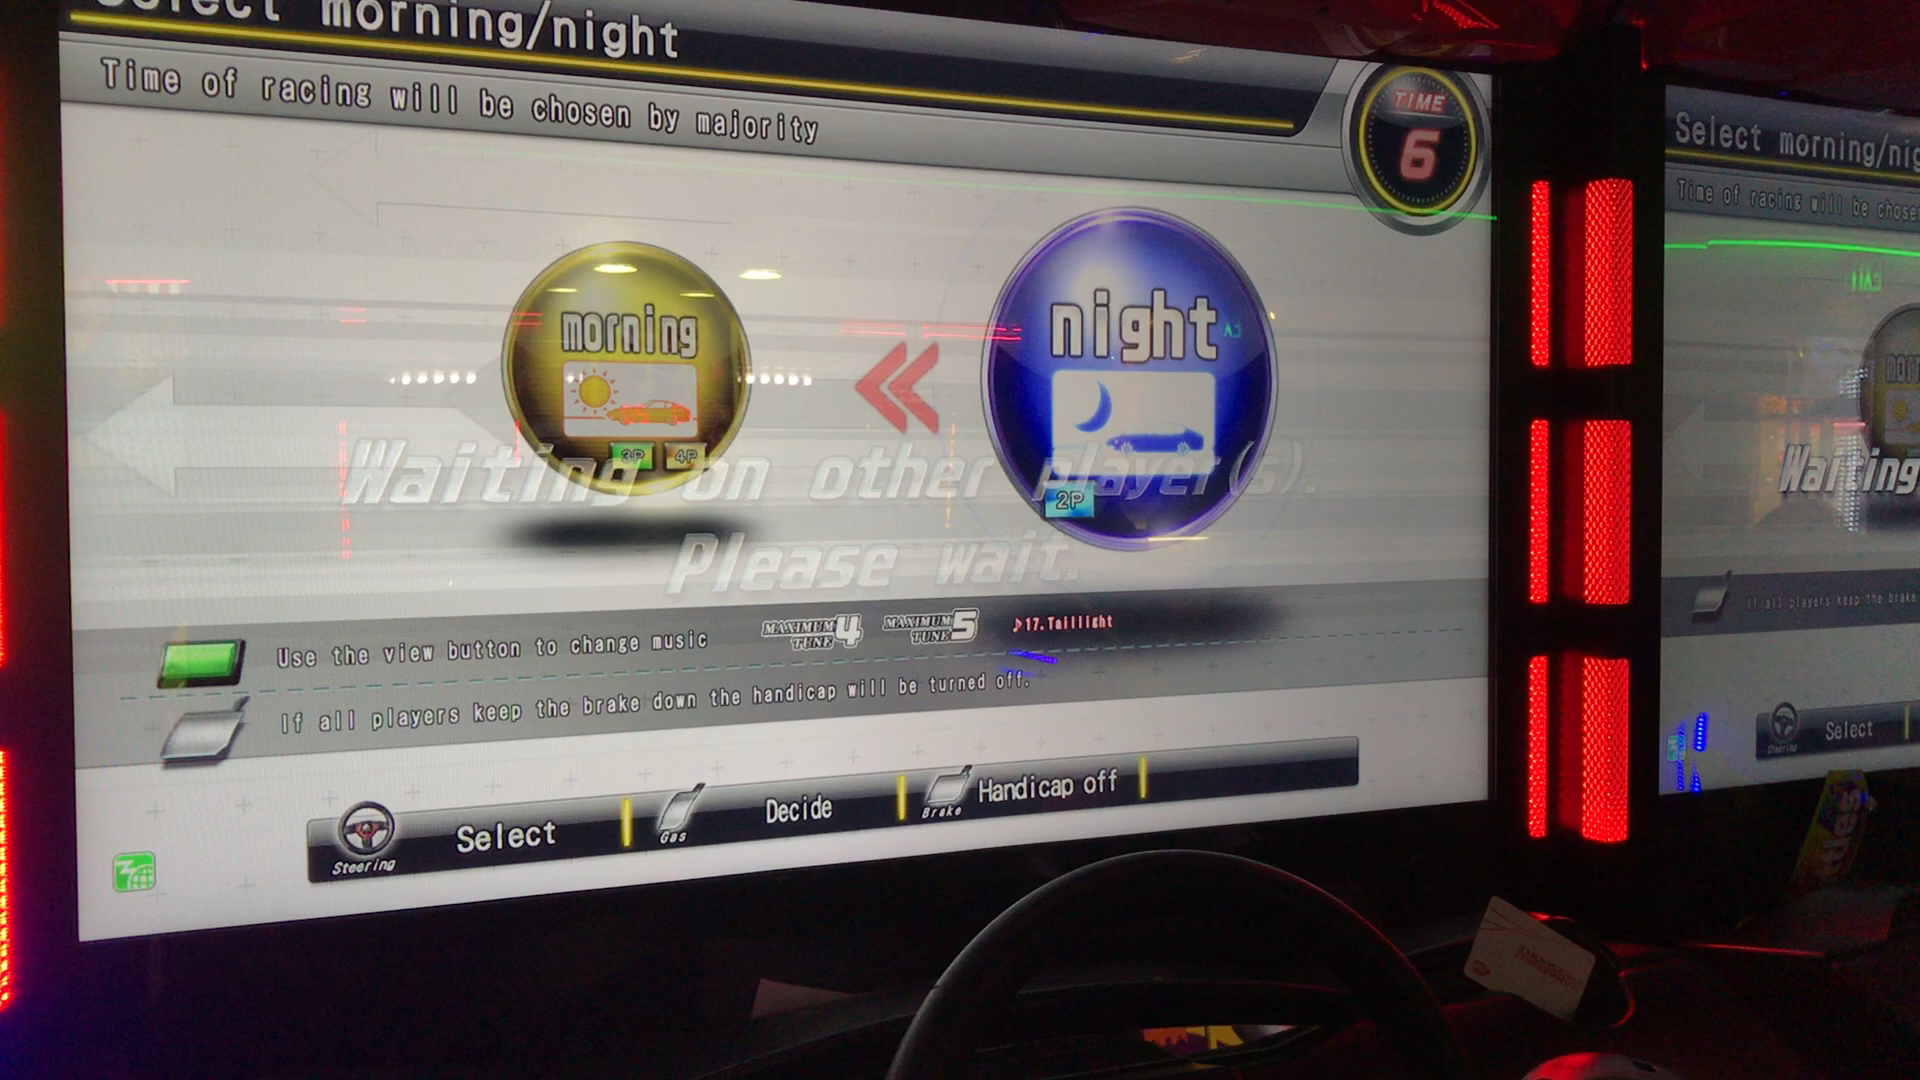 Select morning/night
Time of racing will be chosen by majority
TIME
6
morning
3P 4P
night
2P
Waiting on other player(s).
Please wait.
Use the view button to change music
MAXIMUM TUNE 4
MAXIMUM TUNE 5
♪17.Taillight
If all players keep the brake down the handicap will be turned off.
Steering
Select
Gas
Decide
Brake
Handicap off
Select morning/nig
Time of racing will be chose
Waiting
If all players keep the brake
Steering
Select